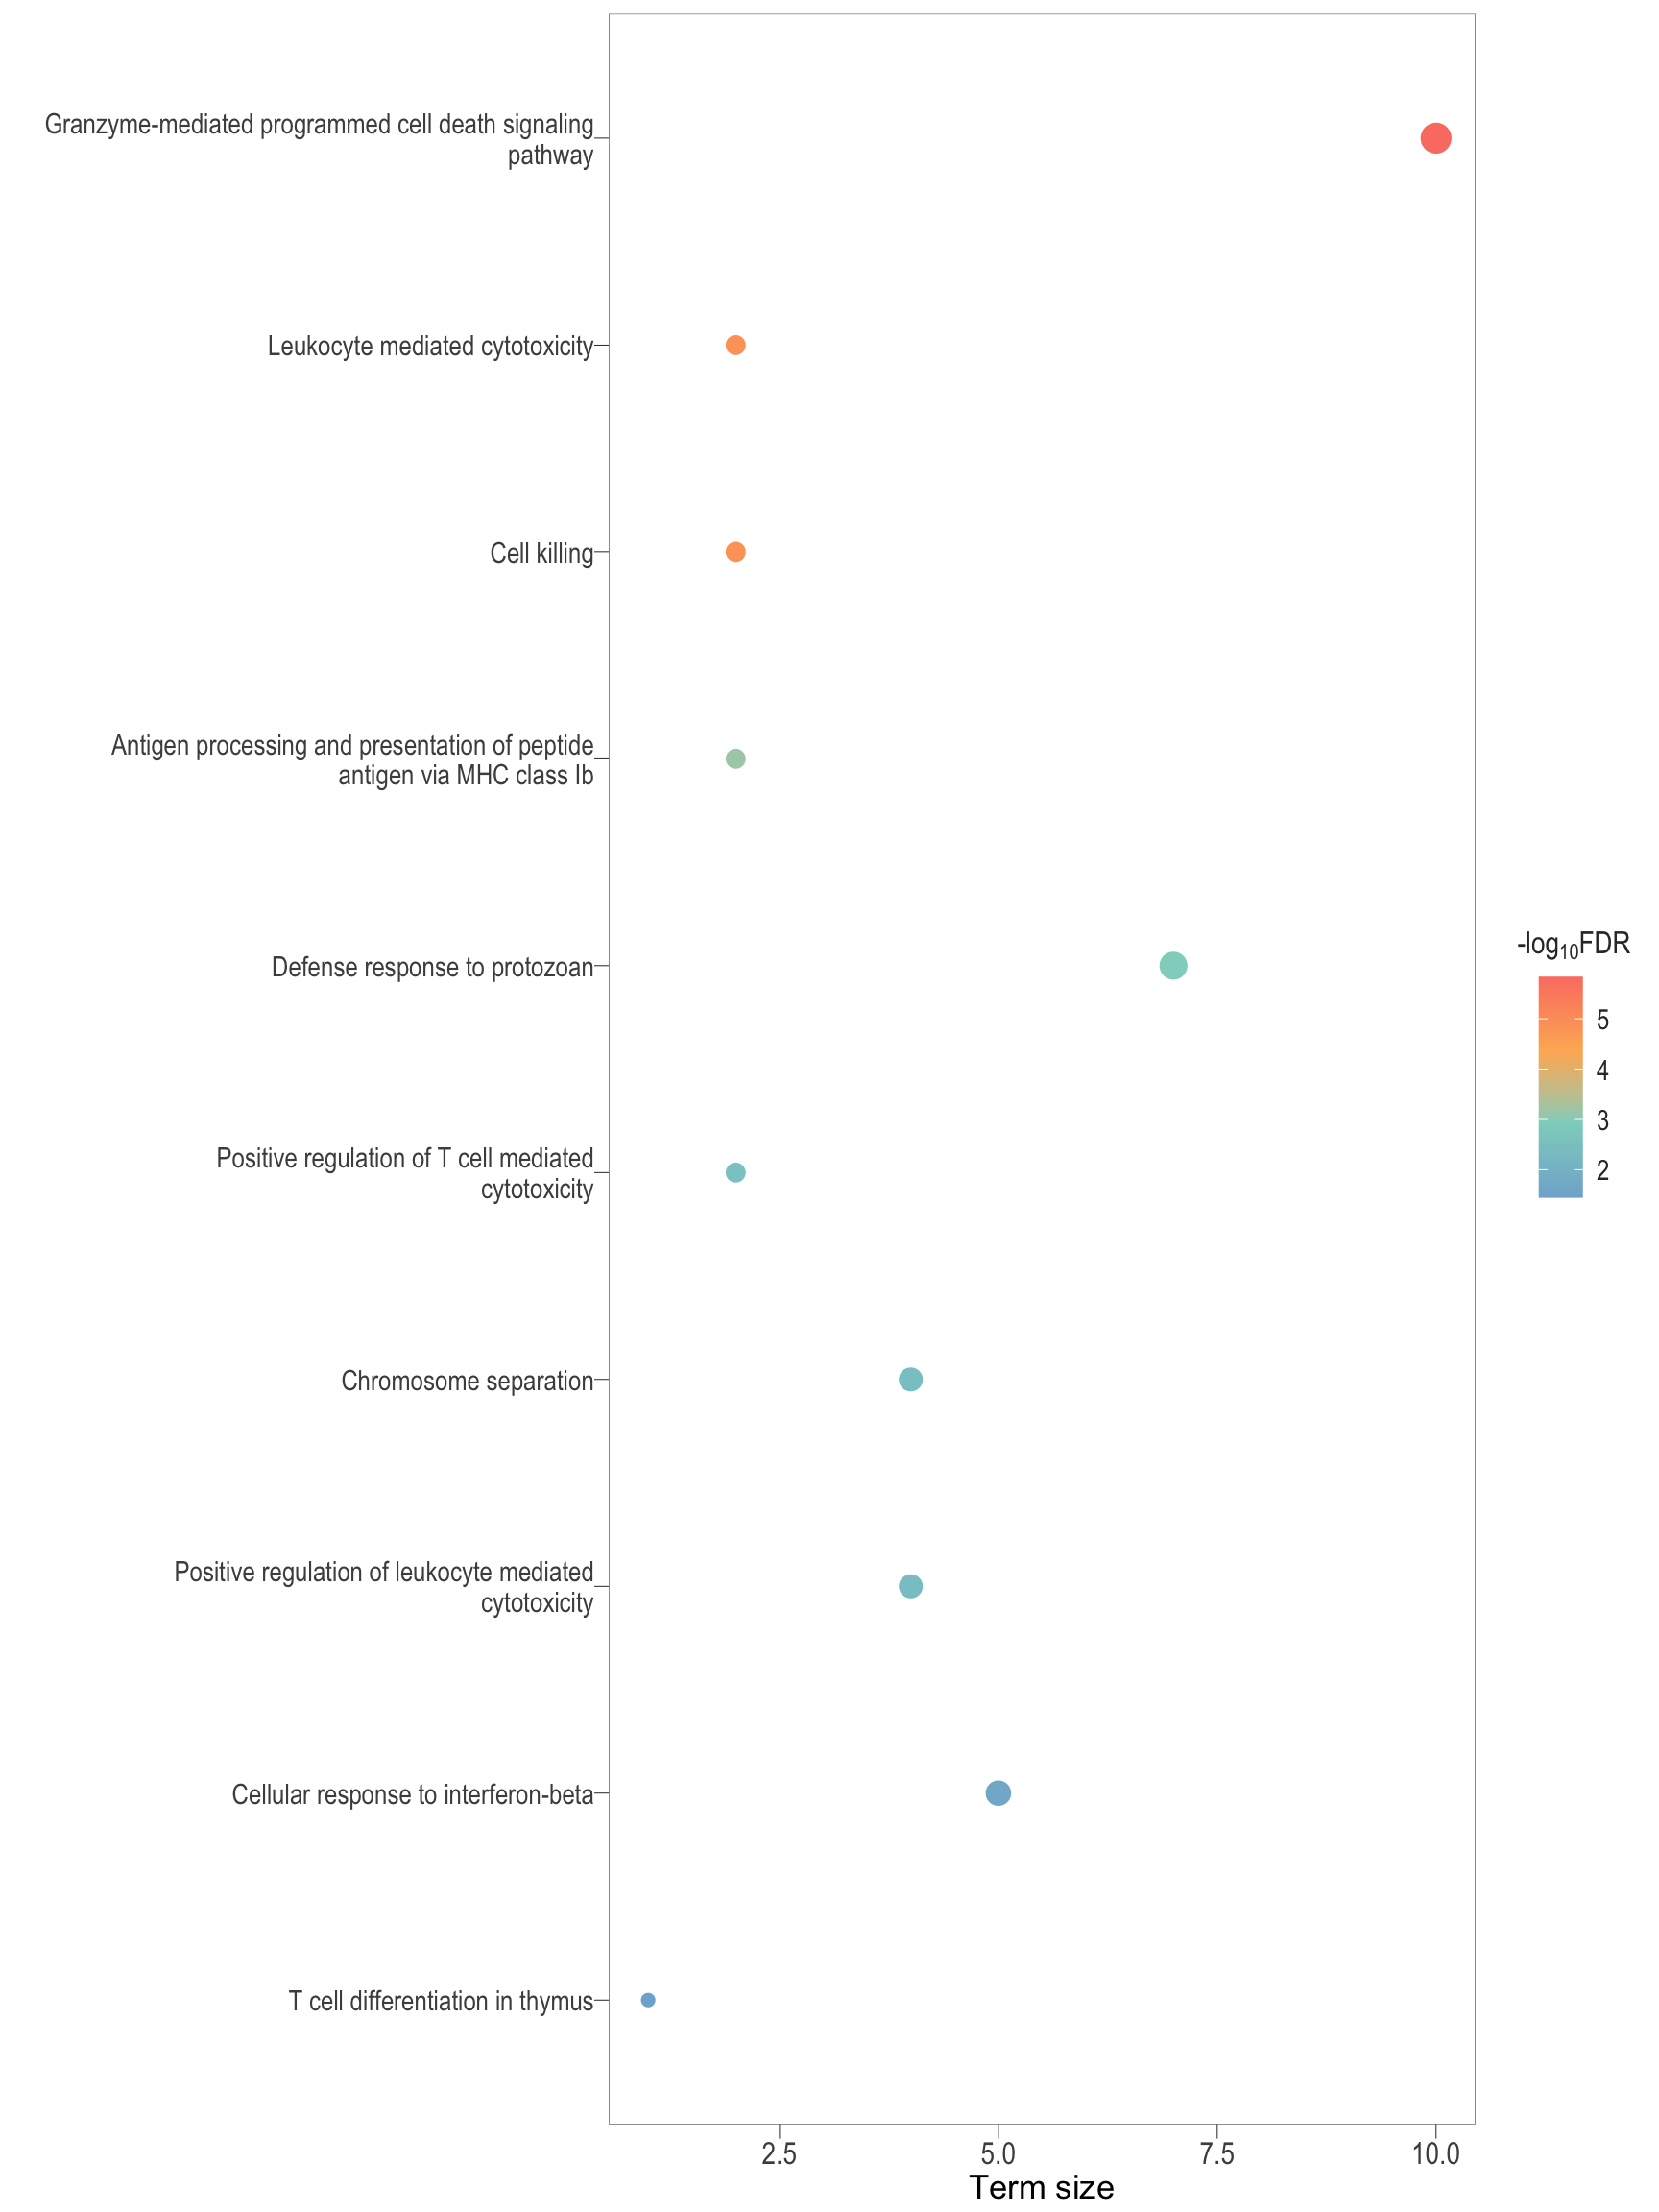 Granzyme-mediated programmed cell death signaling
pathway
Leukocyte mediated cytotoxicity
Cell killing
Antigen processing and presentation of peptide
antigen via MHC class Ib
Defense response to protozoan
Positive regulation of T cell mediated
cytotoxicity
Chromosome separation
Positive regulation of leukocyte mediated
cytotoxicity
Cellular response to interferon-beta
T cell differentiation in thymus
2.5 5.0 7.5 10.0
Term size
-log₁₀FDR
5
4
3
2